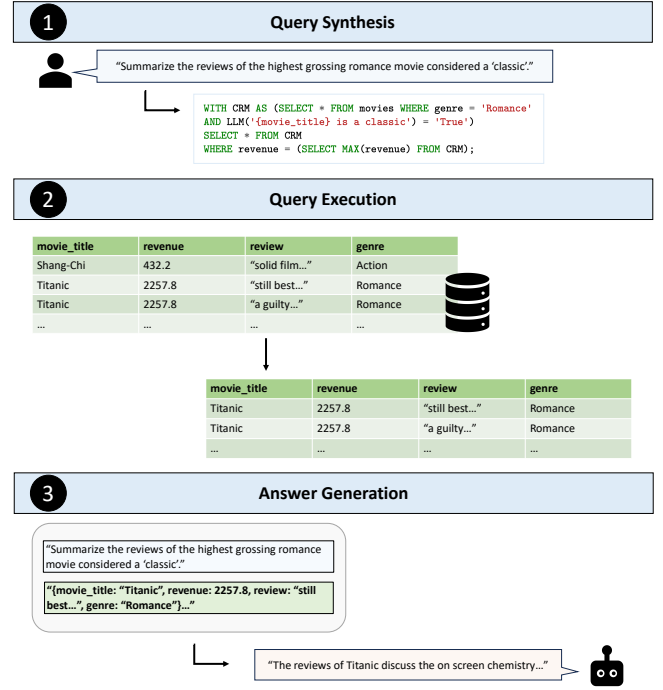 1
Query Synthesis
“Summarize the reviews of the highest grossing romance movie considered a ‘classic’.”
WITH CRM AS (SELECT * FROM movies WHERE genre = 'Romance'
AND LLM('{movie_title} is a classic') = 'True')
SELECT * FROM CRM
WHERE revenue = (SELECT MAX(revenue) FROM CRM);
2
Query Execution
movie_title revenue review genre
Shang-Chi 432.2 “solid film…” Action
Titanic 2257.8 “still best…” Romance
Titanic 2257.8 “a guilty…” Romance
… … … …
movie_title revenue review genre
Titanic 2257.8 “still best…” Romance
Titanic 2257.8 “a guilty…” Romance
… … … …
3
Answer Generation
“Summarize the reviews of the highest grossing romance
movie considered a ‘classic’.”
“{movie_title: “Titanic”, revenue: 2257.8, review: “still
best…”, genre: “Romance”}…”
“The reviews of Titanic discuss the on screen chemistry…”